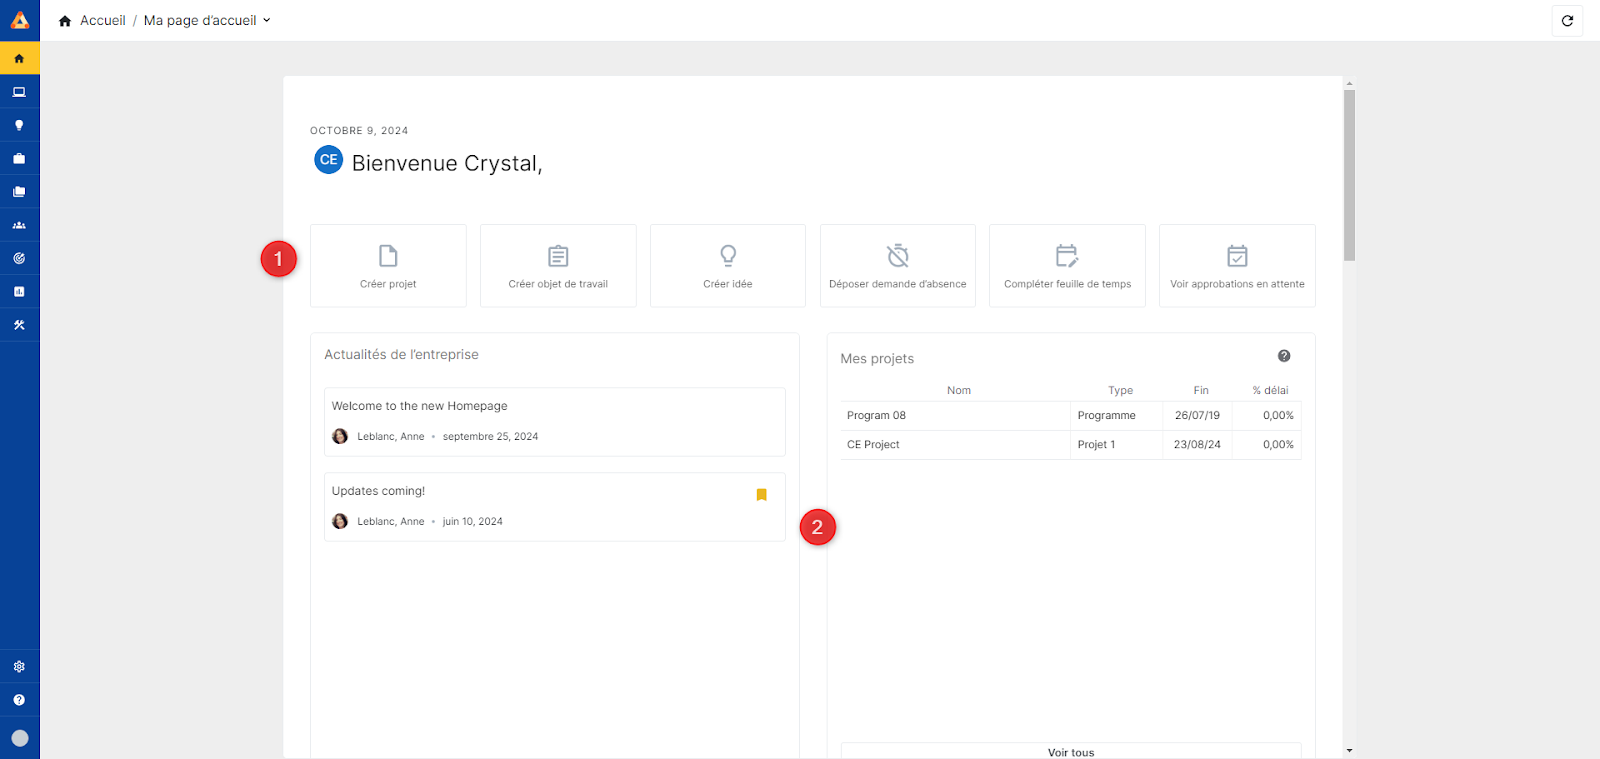 Accueil / Ma page d'accueil
OCTOBRE 9, 2024
CE Bienvenue Crystal,
1
Créer projet
Créer objet de travail
Créer idée
Déposer demande d'absence
Compléter feuille de temps
Voir approbations en attente
Actualités de l'entreprise
Welcome to the new Homepage
Leblanc, Anne • septembre 25, 2024
Updates coming!
Leblanc, Anne • juin 10, 2024
2
Mes projets
Nom Type Fin % délai
Program 08 Programme 26/07/19 0,00%
CE Project Projet 1 23/08/24 0,00%
Voir tous